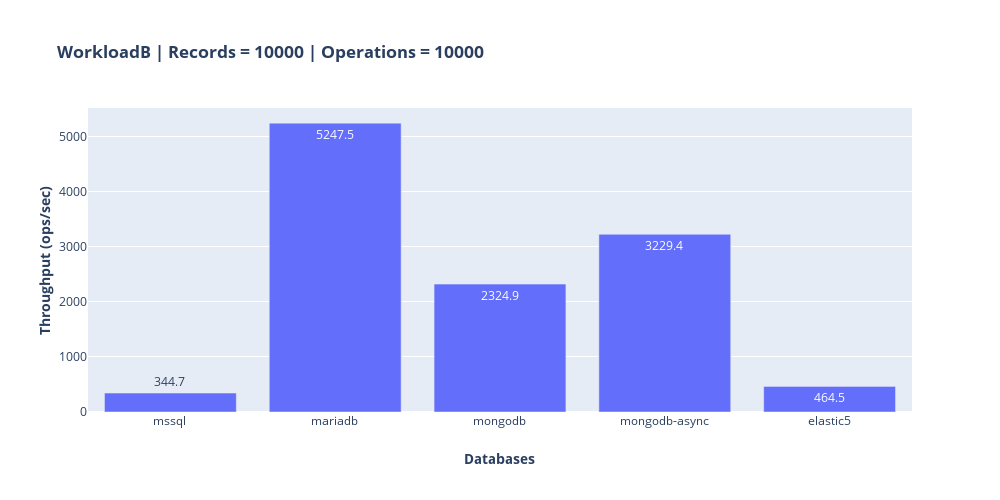 WorkloadB | Records = 10000 | Operations = 10000
Throughput (ops/sec)
5000
4000
3000
2000
1000
0
344.7
5247.5
2324.9
3229.4
464.5
mssql
mariadb
mongodb
mongodb-async
elastic5
Databases